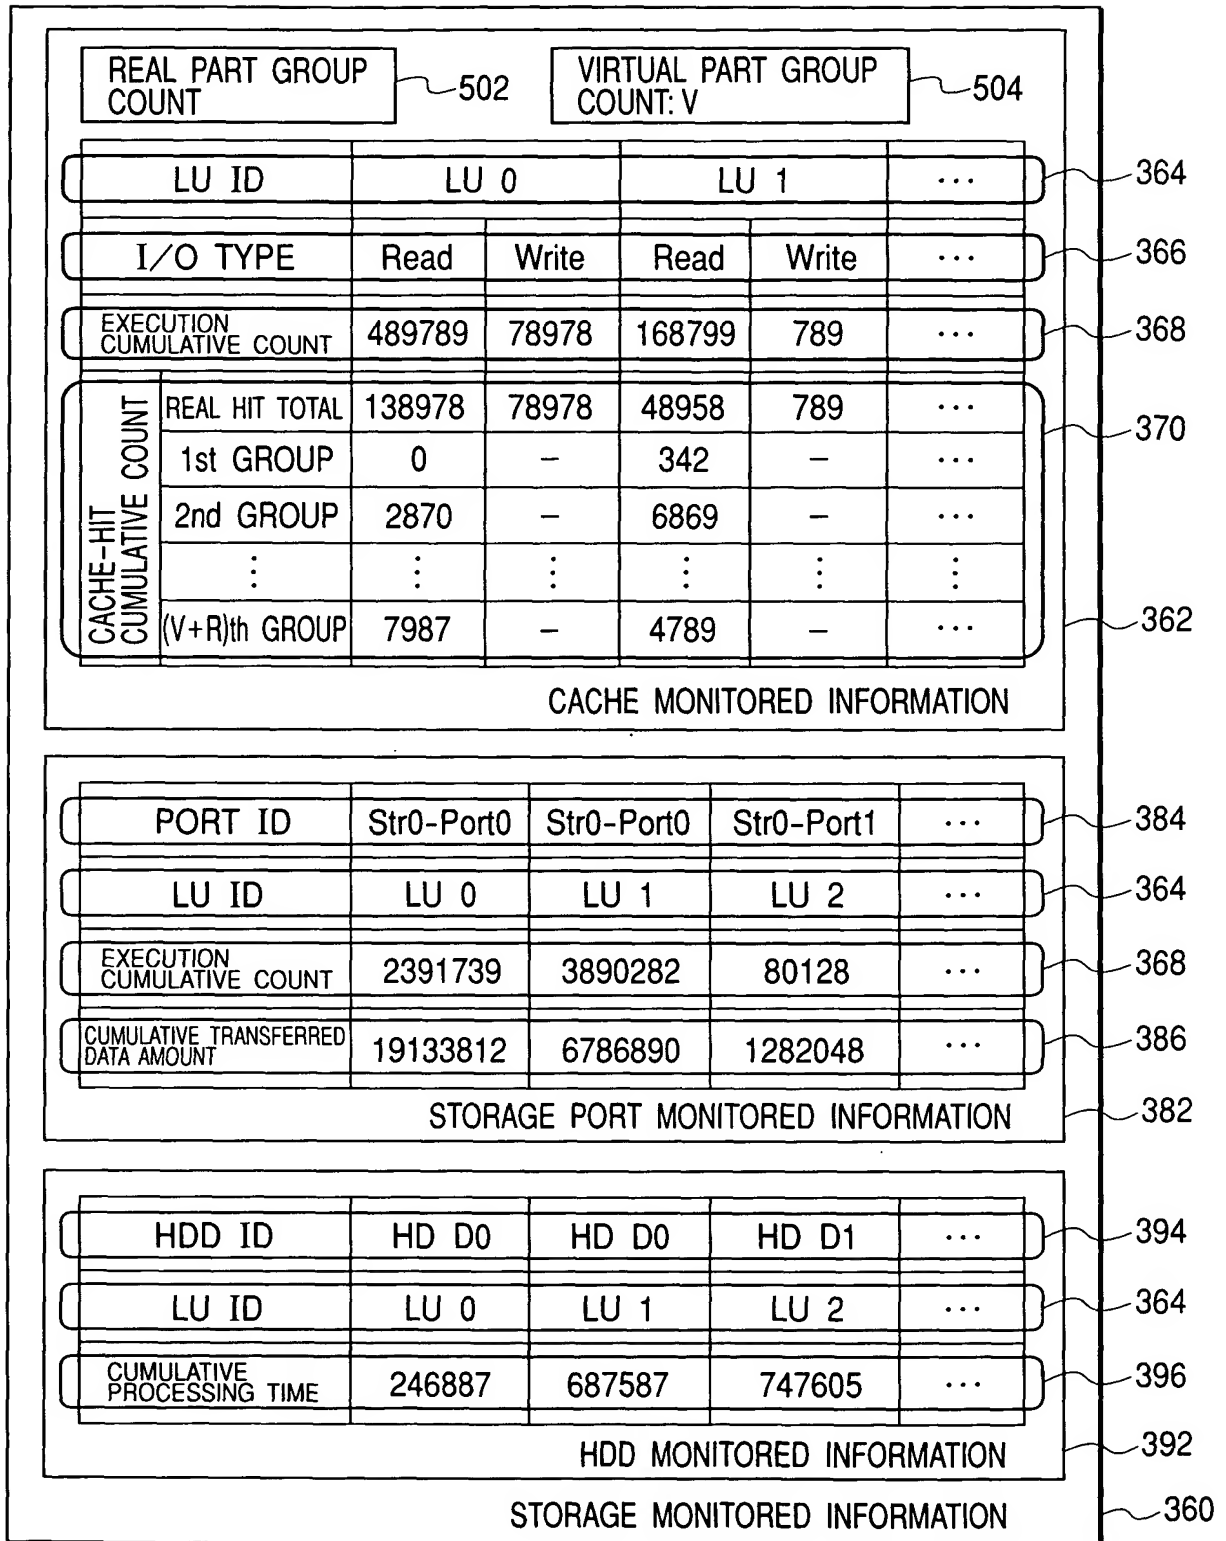 REAL PART GROUP
COUNT
502
VIRTUAL PART GROUP
COUNT: V
504
LU ID LU 0 LU 1 ... 364
I/O TYPE Read Write Read Write ... 366
EXECUTION
CUMULATIVE COUNT 489789 78978 168799 789 ... 368
CACHE-HIT
CUMULATIVE COUNT
REAL HIT TOTAL 138978 78978 48958 789 ... 370
1st GROUP 0 – 342 – ...
2nd GROUP 2870 – 6869 – ...
⋮ ⋮ ⋮ ⋮ ⋮ ⋮
(V+R)th GROUP 7987 – 4789 – ... 362
CACHE MONITORED INFORMATION
PORT ID Str0-Port0 Str0-Port0 Str0-Port1 ... 384
LU ID LU 0 LU 1 LU 2 ... 364
EXECUTION
CUMULATIVE COUNT 2391739 3890282 80128 ... 368
CUMULATIVE TRANSFERRED
DATA AMOUNT 19133812 6786890 1282048 ... 386
STORAGE PORT MONITORED INFORMATION 382
HDD ID HD D0 HD D0 HD D1 ... 394
LU ID LU 0 LU 1 LU 2 ... 364
CUMULATIVE
PROCESSING TIME 246887 687587 747605 ... 396
HDD MONITORED INFORMATION 392
STORAGE MONITORED INFORMATION 360